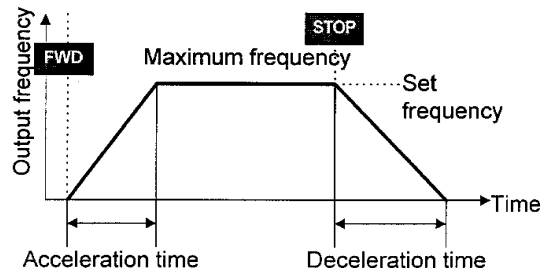 STOP
FWD
Maximum frequency
Output frequency
Set
frequency
Time
Acceleration time
Deceleration time